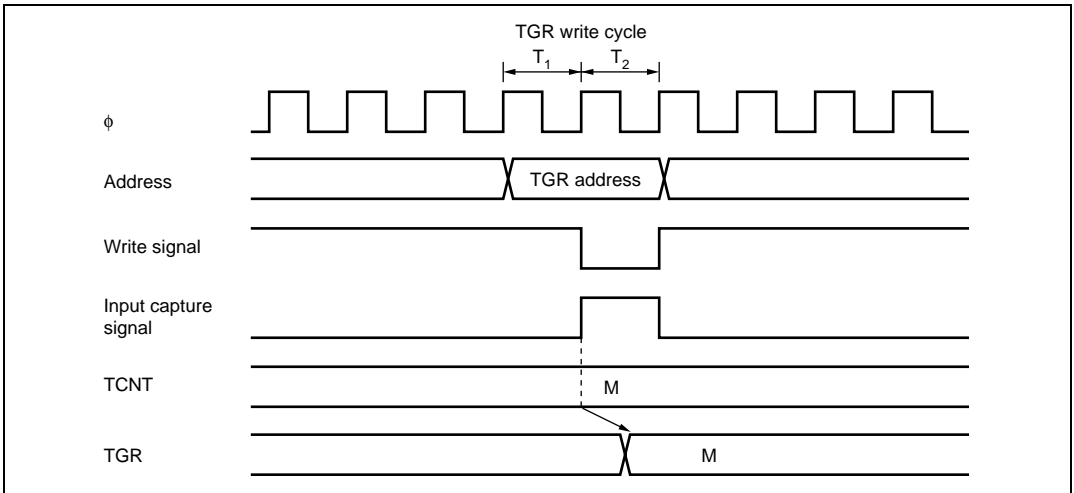 TGR write cycle
T1 T2
ϕ
Address
TGR address
Write signal
Input capture
signal
TCNT
M
TGR
M